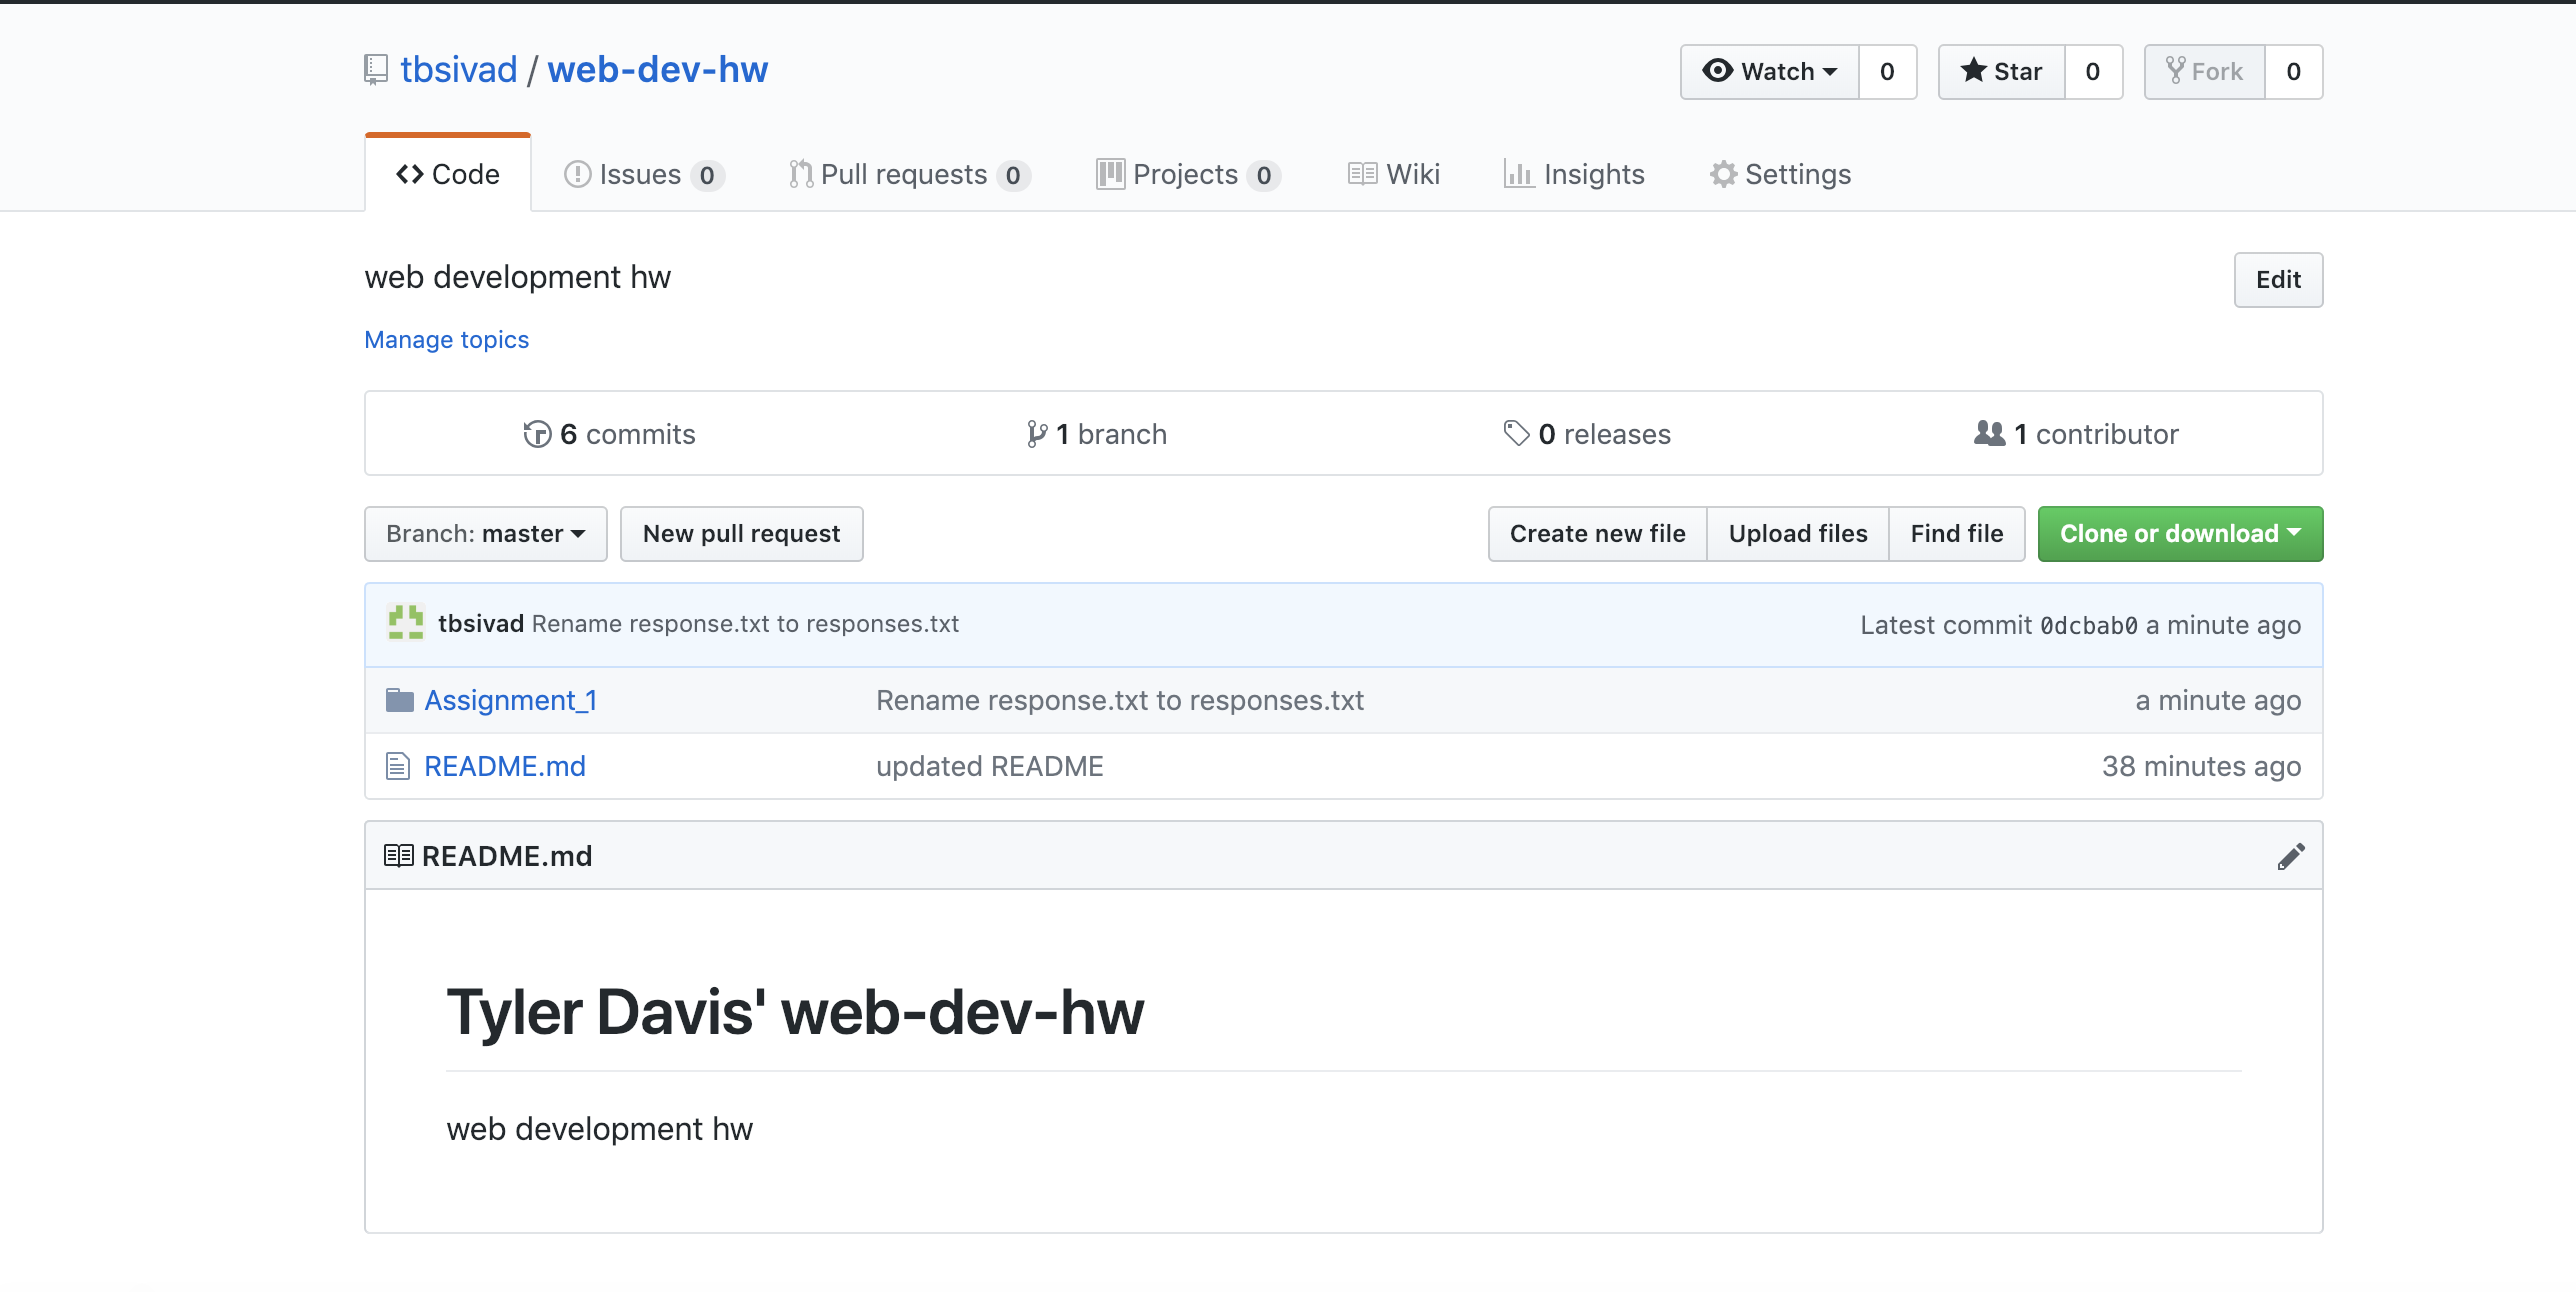 tbsivad / web-dev-hw
Watch 0 Star 0 Fork 0
Code Issues 0 Pull requests 0 Projects 0 Wiki Insights Settings
web development hw
Edit
Manage topics
6 commits 1 branch 0 releases 1 contributor
Branch: master New pull request Create new file Upload files Find file Clone or download
tbsivad Rename response.txt to responses.txt Latest commit 0dcbab0 a minute ago
Assignment_1 Rename response.txt to responses.txt a minute ago
README.md updated README 38 minutes ago
README.md
Tyler Davis' web-dev-hw
web development hw